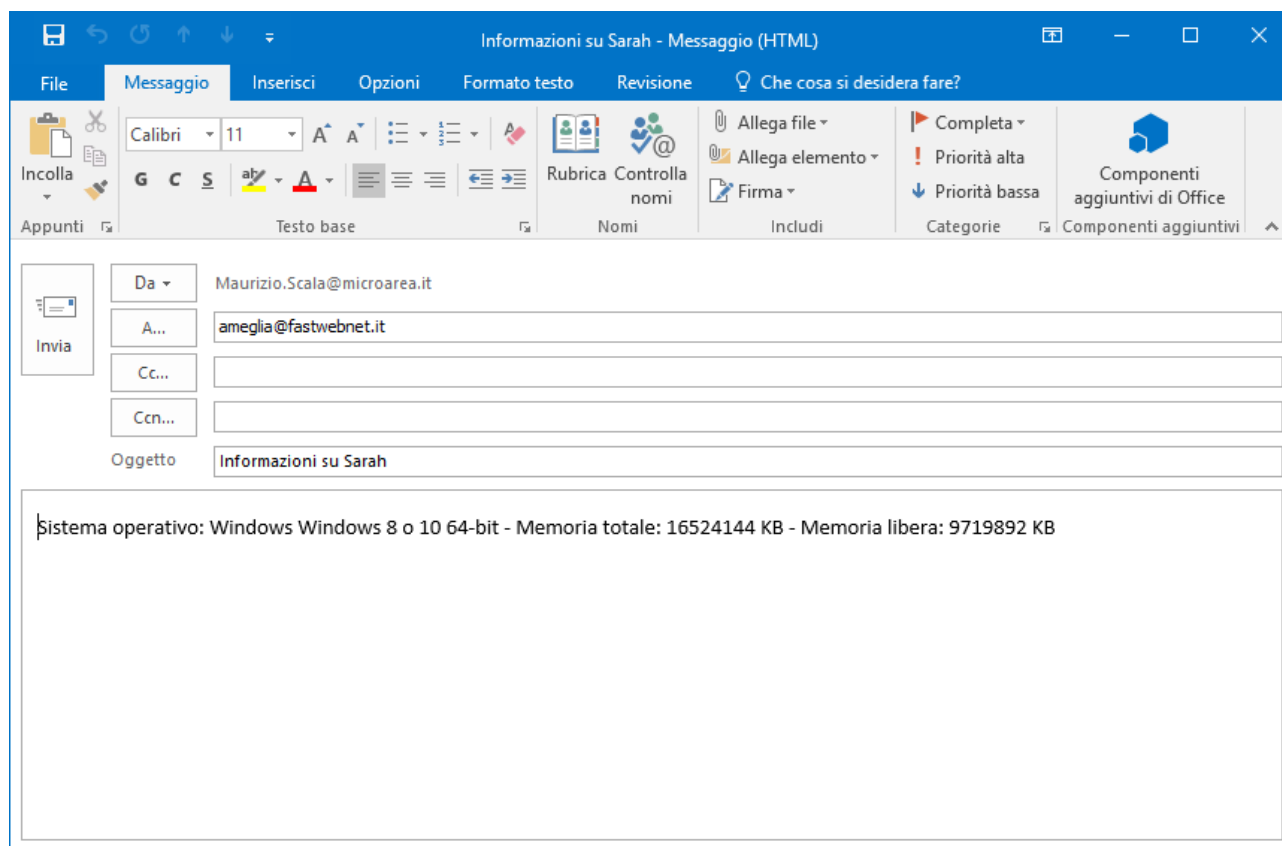 Informazioni su Sarah - Messaggio (HTML)
File Messaggio Inserisci Opzioni Formato testo Revisione Che cosa si desidera fare?
Incolla
Appunti
Calibri 11
G C S
Testo base
Rubrica
Controlla nomi
Nomi
Allega file
Allega elemento
Firma
Includi
Completa
Priorità alta
Priorità bassa
Categorie
Componenti
aggiuntivi di Office
Componenti aggiuntivi
Invia
Da Maurizio.Scala@microarea.it
A... ameglia@fastwebnet.it
Cc...
Ccn...
Oggetto Informazioni su Sarah
Sistema operativo: Windows Windows 8 o 10 64-bit - Memoria totale: 16524144 KB - Memoria libera: 9719892 KB